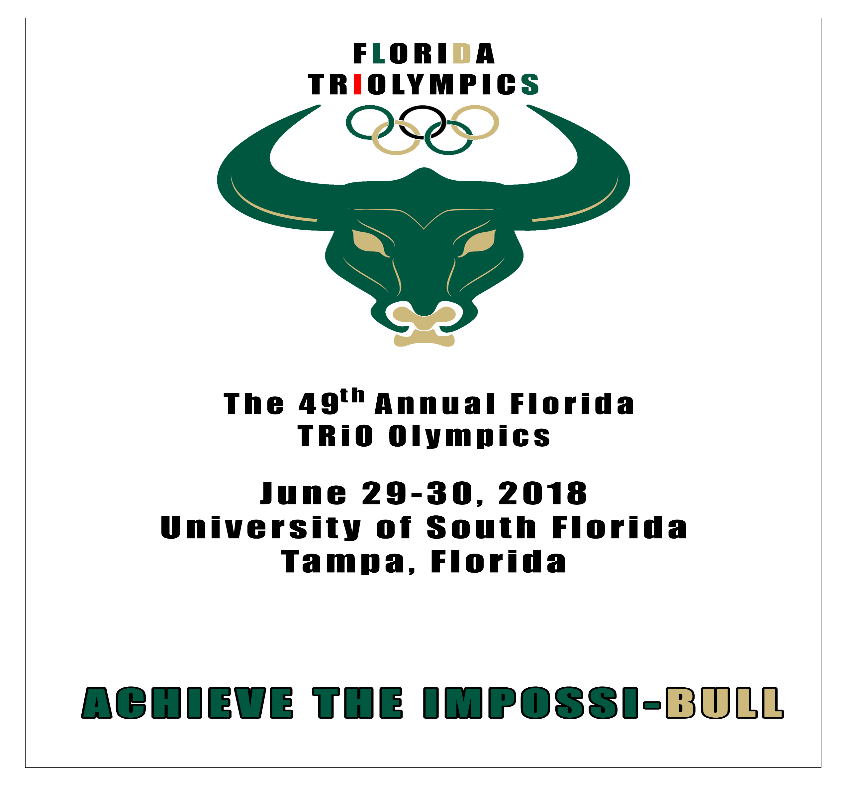 FLORIDA
TRIOLYMPICS
The 49th Annual Florida
TRiO Olympics
June 29-30, 2018
University of South Florida
Tampa, Florida
ACHIEVE THE IMPOSSI-BULL